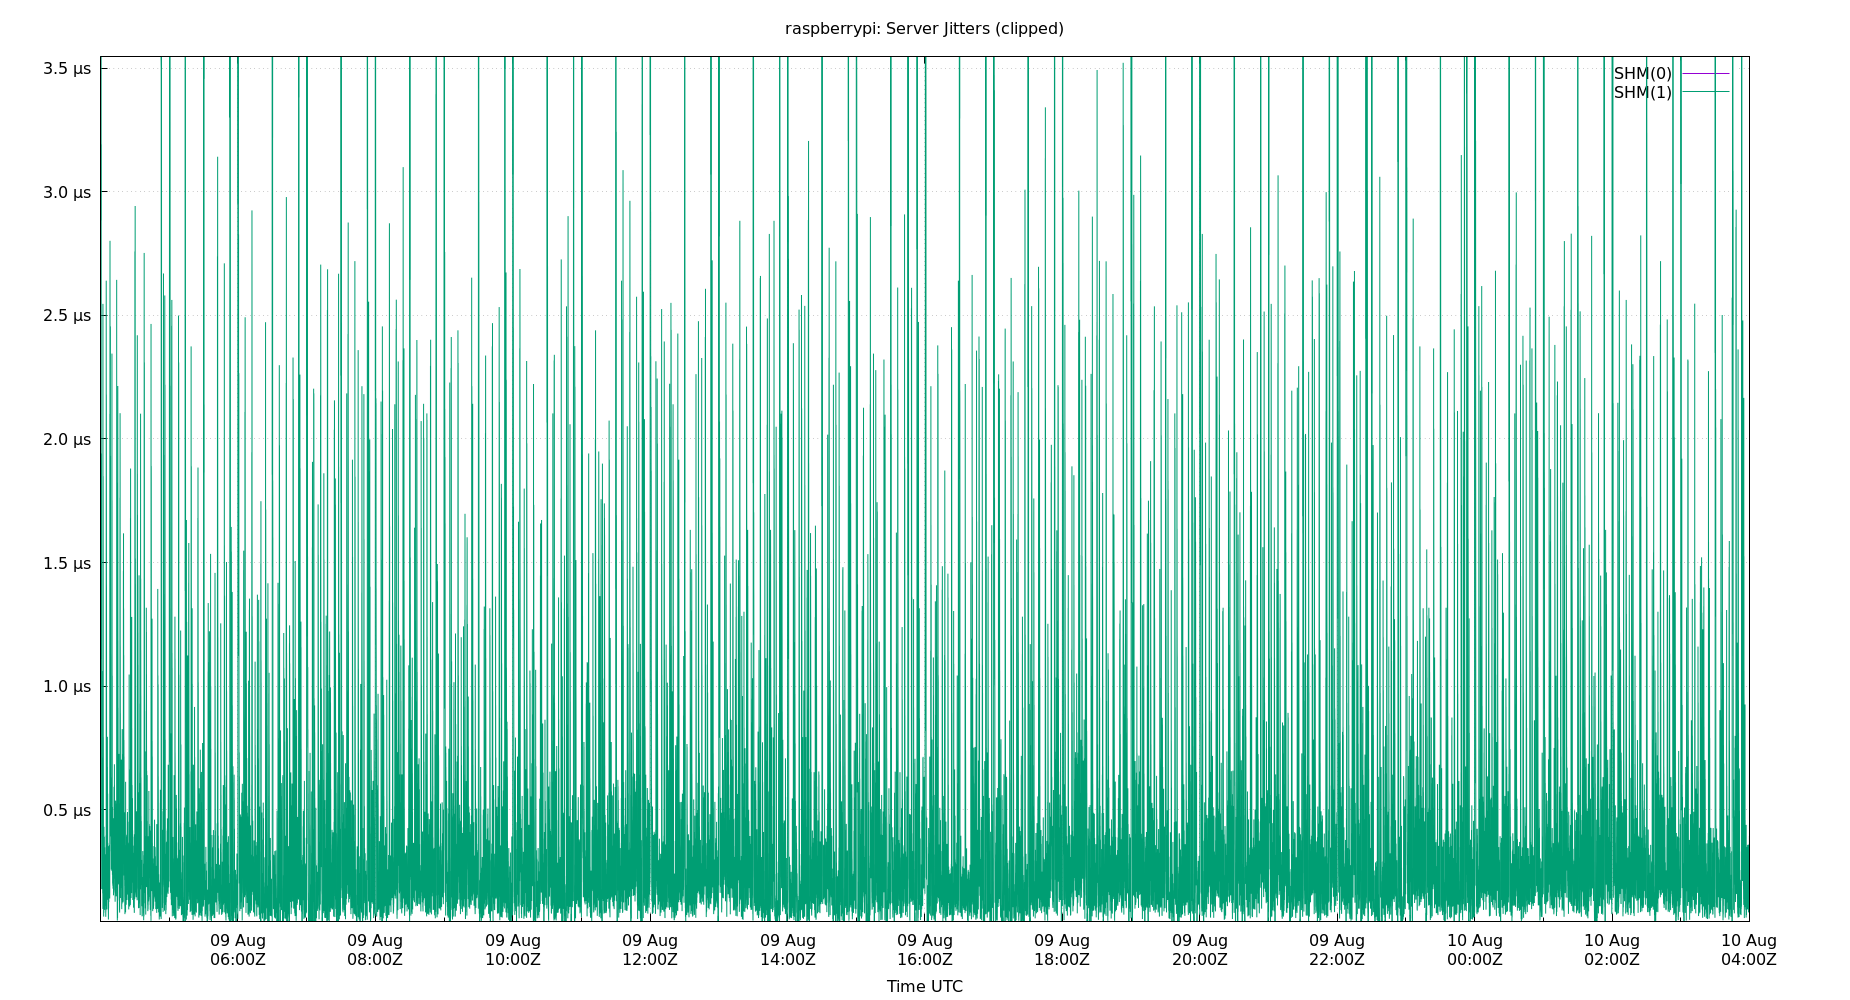 raspberrypi: Server Jitters (clipped)
3.5 µs
3.0 µs
2.5 µs
2.0 µs
1.5 µs
1.0 µs
0.5 µs
SHM(0)
SHM(1)
09 Aug 09 Aug 09 Aug 09 Aug 09 Aug 09 Aug 09 Aug 09 Aug 09 Aug 10 Aug 10 Aug 10 Aug
06:00Z 08:00Z 10:00Z 12:00Z 14:00Z 16:00Z 18:00Z 20:00Z 22:00Z 00:00Z 02:00Z 04:00Z
Time UTC